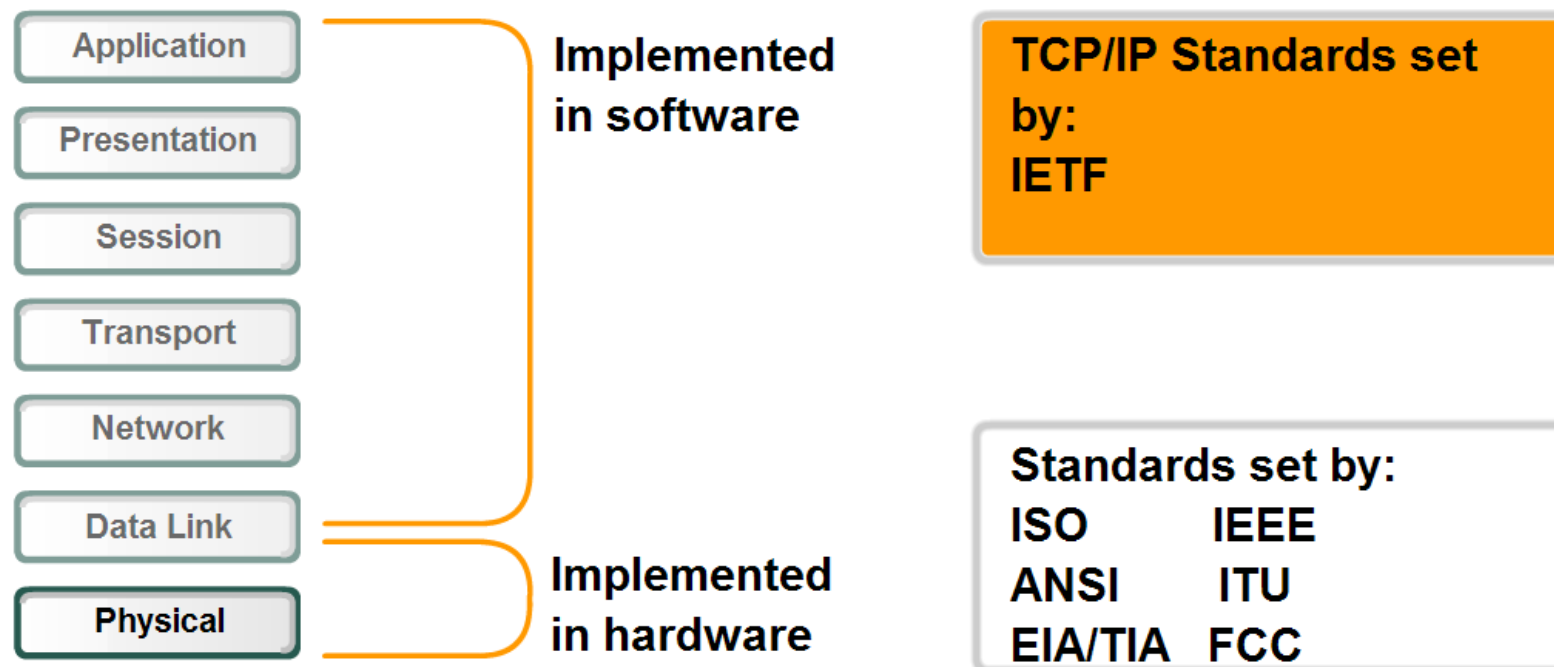 Application
Presentation
Session
Transport
Network
Data Link
Physical
Implemented
in software
Implemented
in hardware
TCP/IP Standards set
by:
IETF
Standards set by:
ISO IEEE
ANSI ITU
EIA/TIA FCC